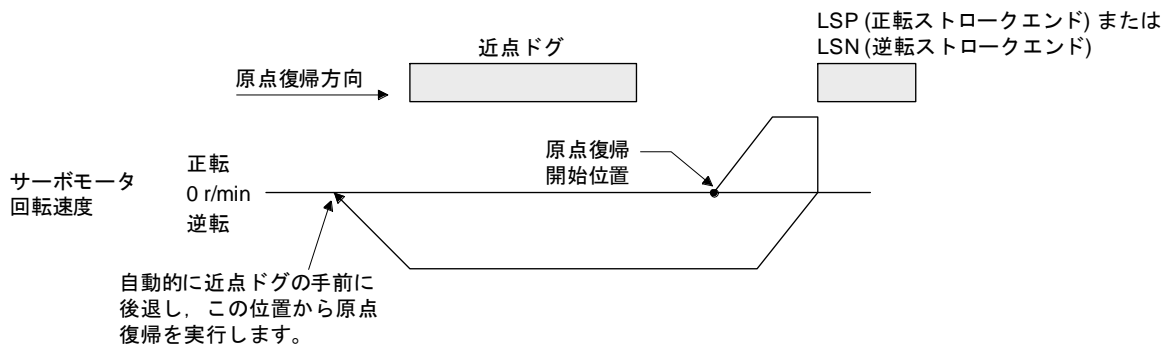 LSP (正転ストロークエンド) または
LSN (逆転ストロークエンド)
近点ドグ
原点復帰方向
原点復帰
開始位置
正転
サーボモータ
回転速度
0 r/min
逆転
自動的に近点ドグの手前に
後退し，この位置から原点
復帰を実行します。